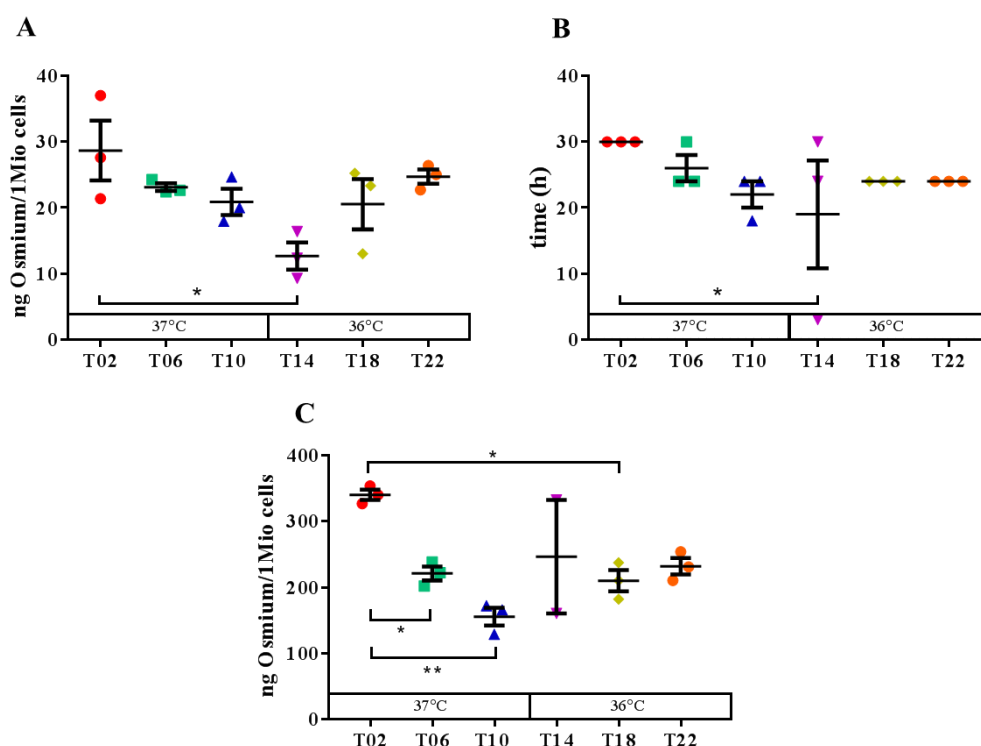 A
ng Osmium/1Mio cells
40
30
20
10
0
*
37°C 36°C
T02 T06 T10 T14 T18 T22
B
time (h)
40
30
20
10
0
*
37°C 36°C
T02 T06 T10 T14 T18 T22
C
ng Osmium/1Mio cells
400
300
200
100
0
*
*
**
37°C 36°C
T02 T06 T10 T14 T18 T22